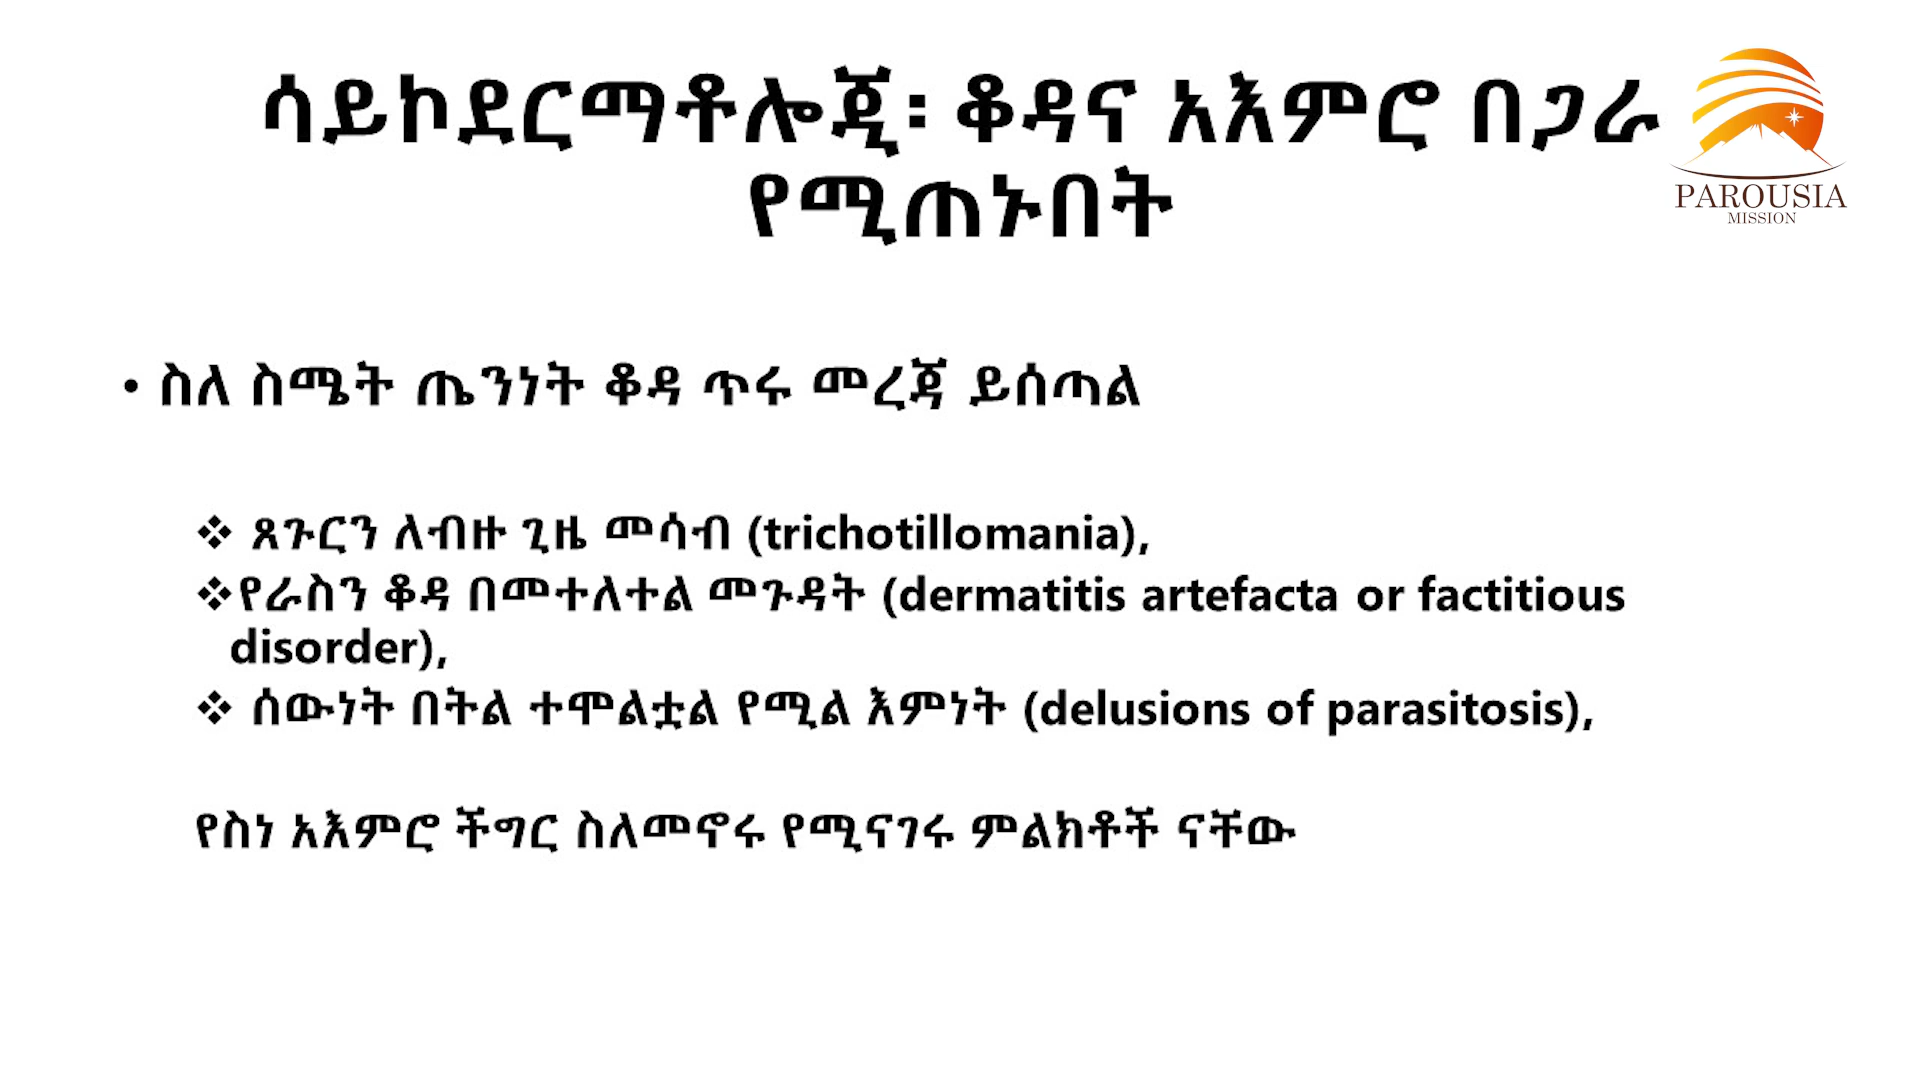 ሳይኮደርማቶሎጂ፡ ቆዳና አእምሮ በጋራ
የሚጠኑበት
PAROUSIA
MISSION
• ስለ ስሜት ጤንነት ቆዳ ጥሩ መረጃ ይሰጣል
❖ ጸጉርን ለብዙ ጊዜ መሳብ (trichotillomania),
❖የራስን ቆዳ በመተለተል መጉዳት (dermatitis artefacta or factitious
disorder),
❖ ሰውነት በትል ተሞልቷል የሚል እምነት (delusions of parasitosis),
የስነ አእምሮ ችግር ስለመኖሩ የሚናገሩ ምልክቶች ናቸው